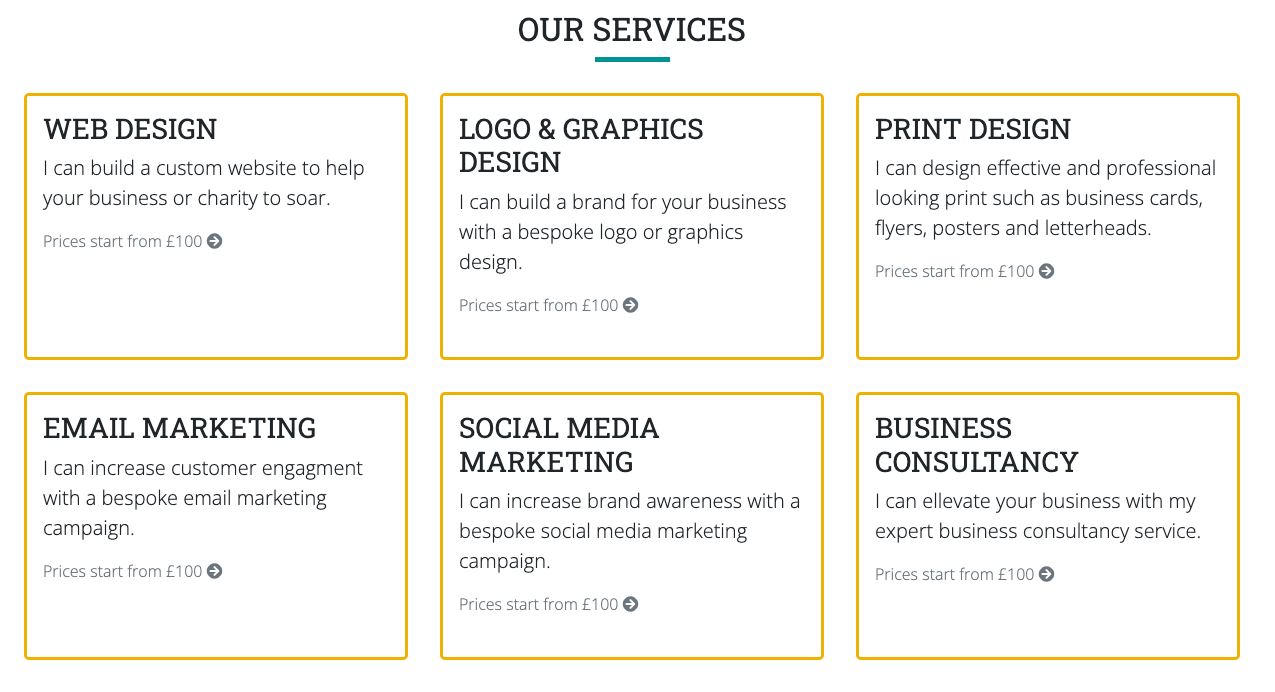 OUR SERVICES
WEB DESIGN
I can build a custom website to help
your business or charity to soar.
Prices start from £100
LOGO & GRAPHICS
DESIGN
I can build a brand for your business
with a bespoke logo or graphics
design.
Prices start from £100
PRINT DESIGN
I can design effective and professional
looking print such as business cards,
flyers, posters and letterheads.
Prices start from £100
EMAIL MARKETING
I can increase customer engagment
with a bespoke email marketing
campaign.
Prices start from £100
SOCIAL MEDIA
MARKETING
I can increase brand awareness with a
bespoke social media marketing
campaign.
Prices start from £100
BUSINESS
CONSULTANCY
I can ellevate your business with my
expert business consultancy service.
Prices start from £100